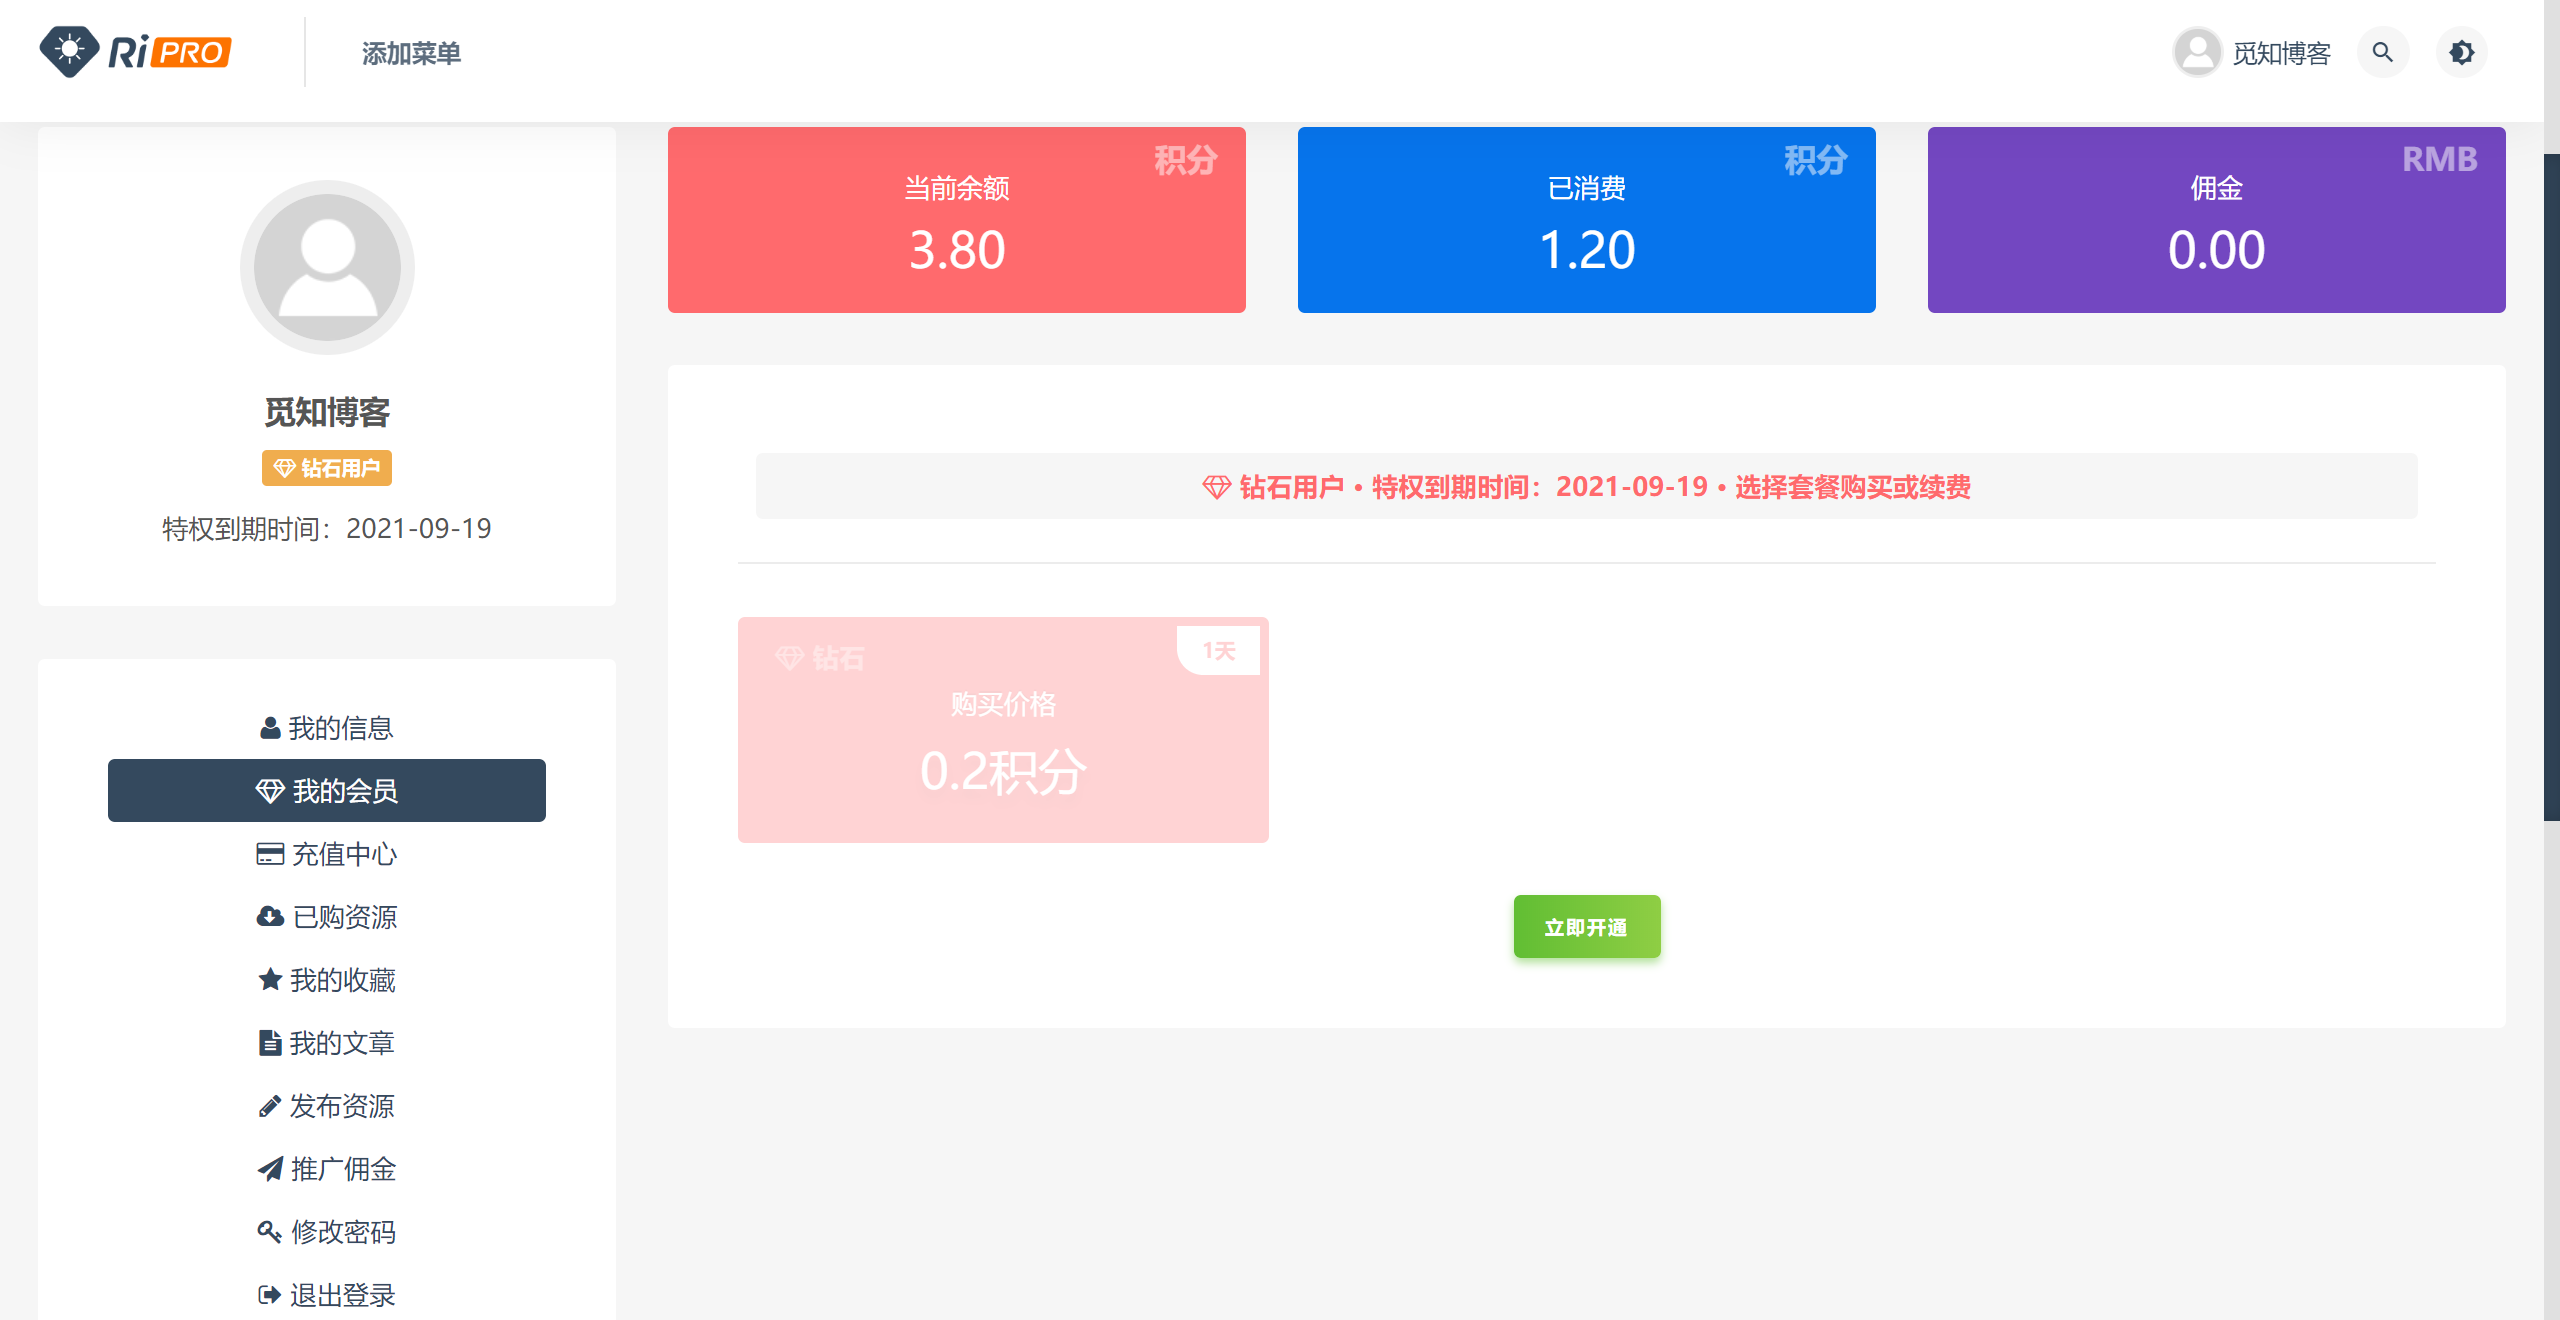 RiPRO
添加菜单
觅知博客
觅知博客
钻石用户
特权到期时间：2021-09-19
我的信息
我的会员
充值中心
已购资源
我的收藏
我的文章
发布资源
推广佣金
修改密码
退出登录
积分
当前余额
3.80
积分
已消费
1.20
RMB
佣金
0.00
钻石用户 • 特权到期时间：2021-09-19 • 选择套餐购买或续费
钻石
1天
购买价格
0.2积分
立即开通